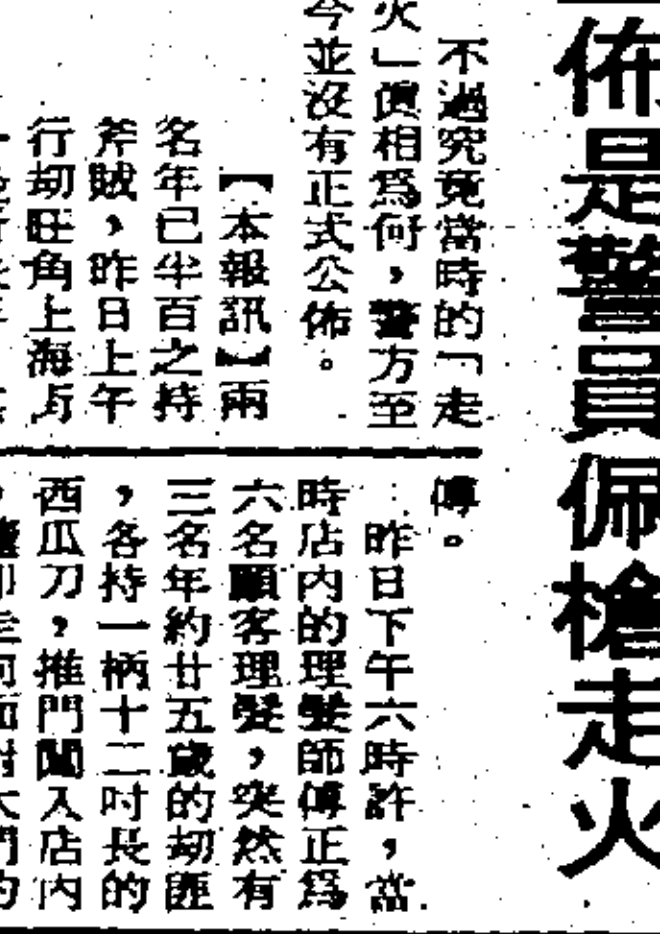 佈是警員佩槍走火
不過究竟當時的「走
火」眞相爲何，警方至
今並沒有正式公佈。
【本報訊】兩
名年已半百之持
斧賊，昨日上午
行刼旺角上海
傅。
昨日下午六時許，當
時店內的理髮師傅正爲
六名顧客理髮，突然有
三名年約廿五歲的刼匪
，各持一柄十二吋長的
西瓜刀，推門闖入店內